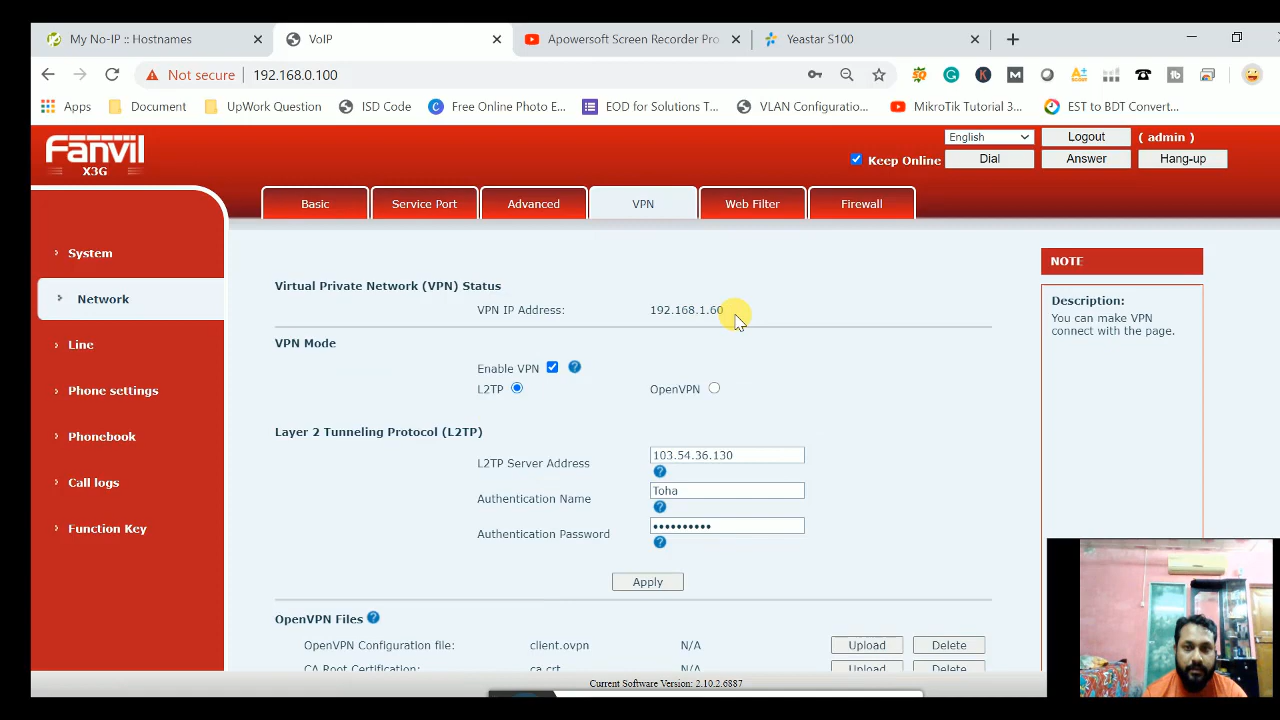 My No-IP :: Hostnames
VoIP
Apowersoft Screen Recorder Pro
Yeastar S100
Not secure
192.168.0.100
Apps
Document
UpWork Question
ISD Code
Free Online Photo E...
EOD for Solutions T...
VLAN Configuratio...
MikroTik Tutorial 3...
EST to BDT Convert...
Fanvil
X3G
English
Logout
( admin )
Keep Online
Dial
Answer
Hang-up
Basic
Service Port
Advanced
VPN
Web Filter
Firewall
System
Network
Line
Phone settings
Phonebook
Call logs
Function Key
Virtual Private Network (VPN) Status
VPN IP Address: 192.168.1.60
VPN Mode
Enable VPN
L2TP
OpenVPN
Layer 2 Tunneling Protocol (L2TP)
L2TP Server Address 103.54.36.130
Authentication Name Toha
Authentication Password ••••••••••
Apply
OpenVPN Files
OpenVPN Configuration file: client.ovpn N/A Upload Delete
CA Root Certification: ca.crt N/A Upload Delete
NOTE
Description:
You can make VPN
connect with the page.
Current Software Version: 2.10.2.6887